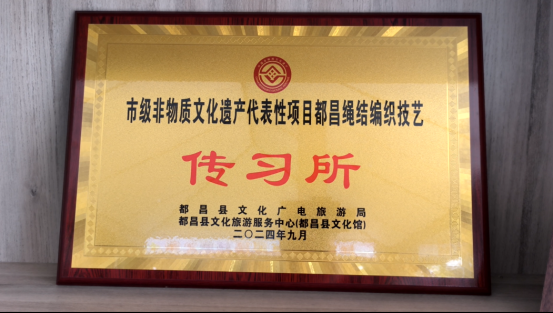 市级非物质文化遗产代表性项目都昌绳结编织技艺
传习所
都昌县文化广电旅游局
都昌县文化旅游服务中心(都昌县文化馆)
二〇二四年九月